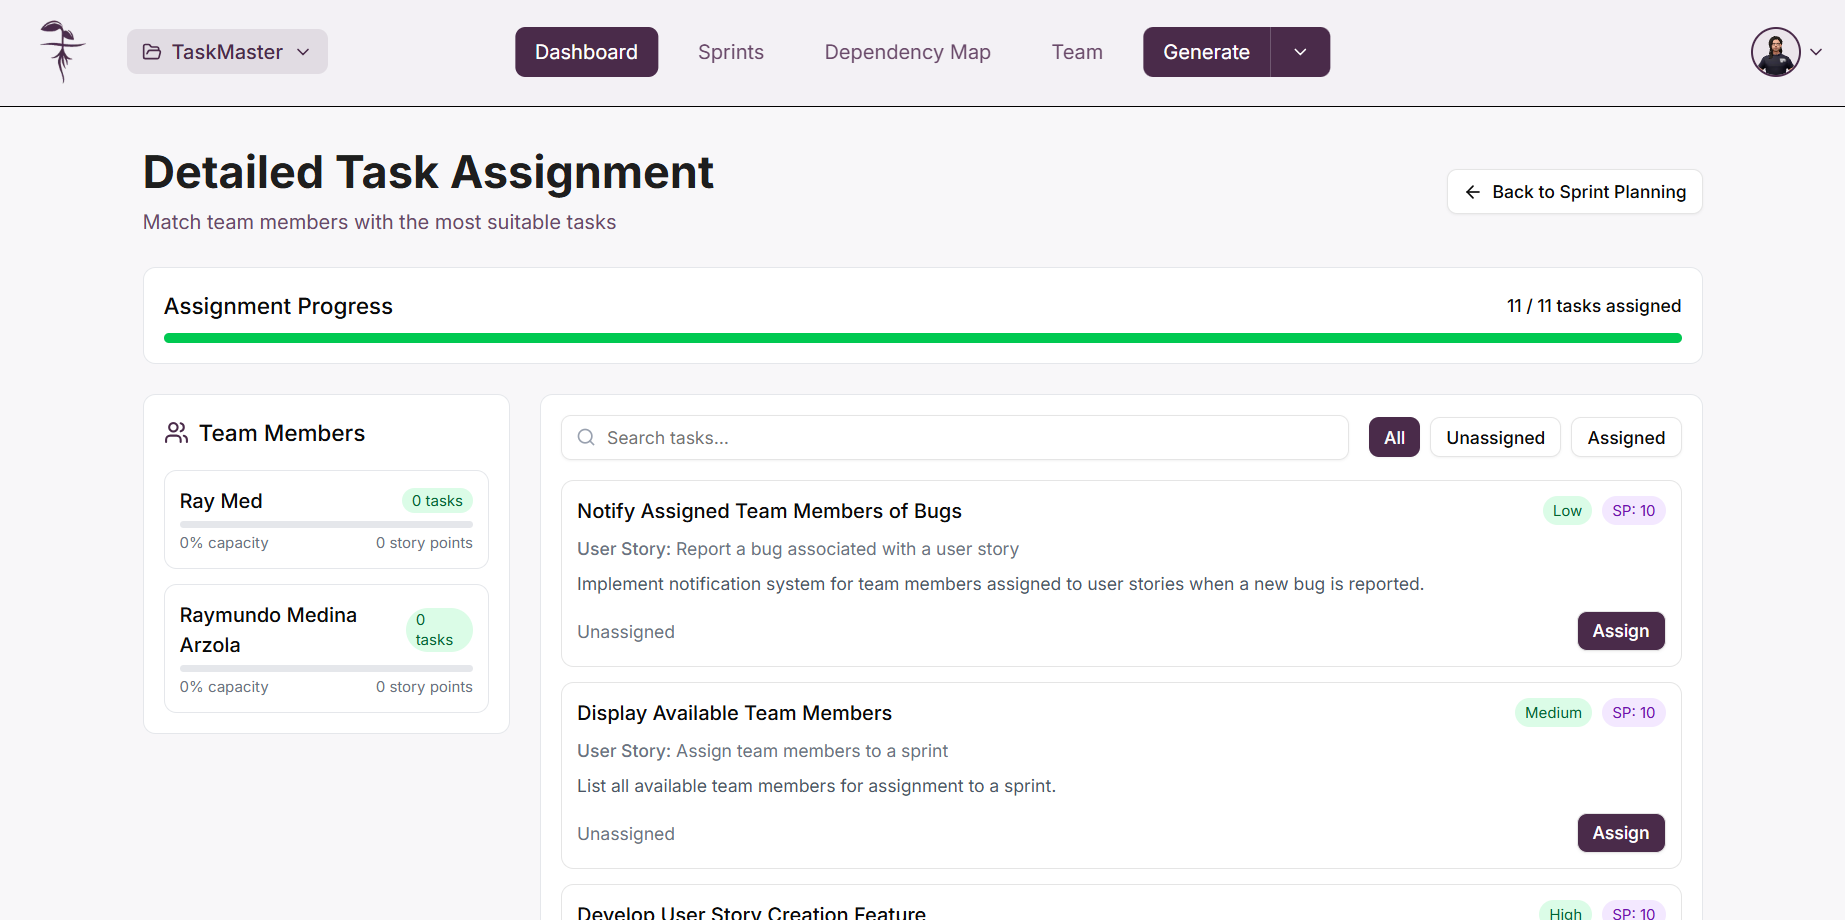 TaskMaster
Dashboard
Sprints
Dependency Map
Team
Generate
Detailed Task Assignment
Match team members with the most suitable tasks
Back to Sprint Planning
Assignment Progress
11 / 11 tasks assigned
Team Members
Ray Med
0 tasks
0% capacity
0 story points
Raymundo Medina
Arzola
0
tasks
0% capacity
0 story points
Search tasks...
All
Unassigned
Assigned
Notify Assigned Team Members of Bugs
Low
SP: 10
User Story: Report a bug associated with a user story
Implement notification system for team members assigned to user stories when a new bug is reported.
Unassigned
Assign
Display Available Team Members
Medium
SP: 10
User Story: Assign team members to a sprint
List all available team members for assignment to a sprint.
Unassigned
Assign
Develop User Story Creation Feature
High
SP: 10